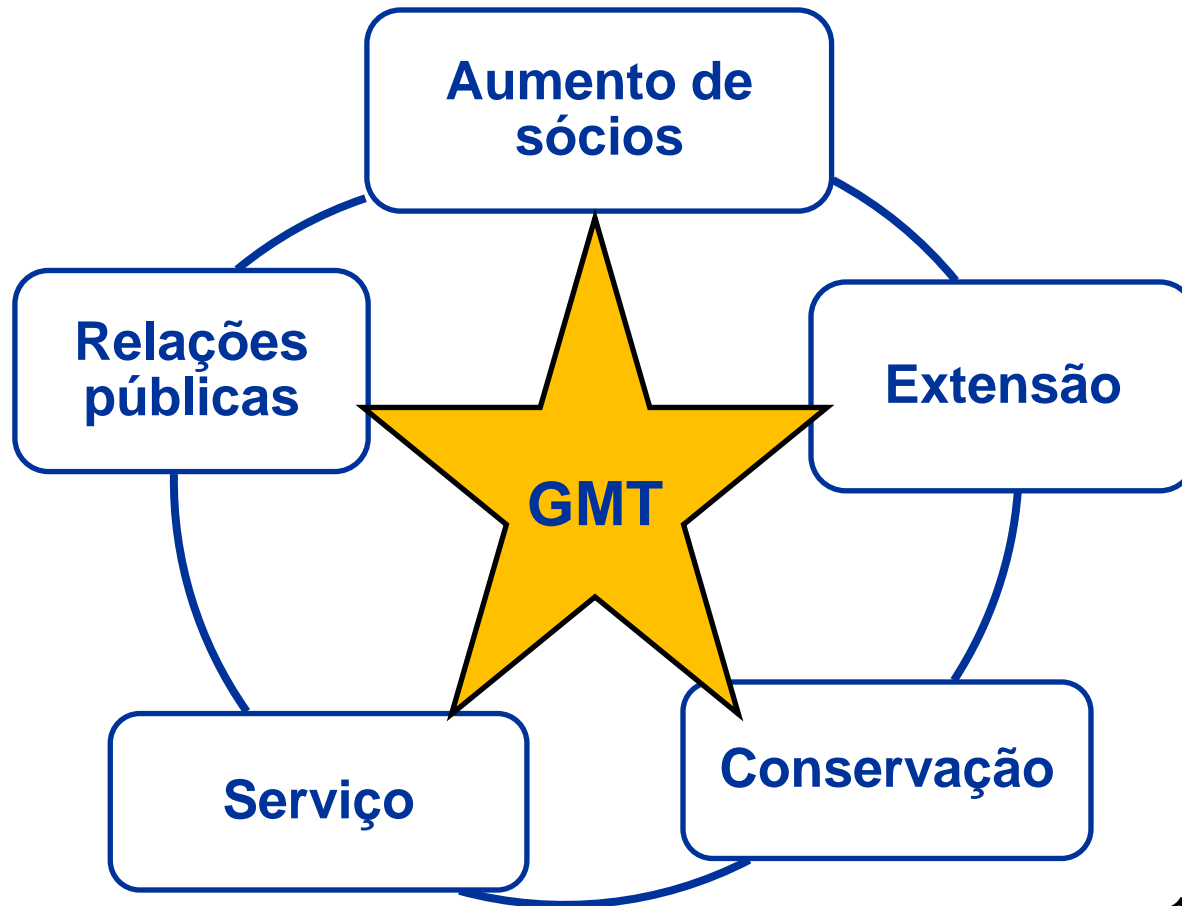 Aumento de
sócios
Relações
públicas
Extensão
GMT
Conservação
Serviço